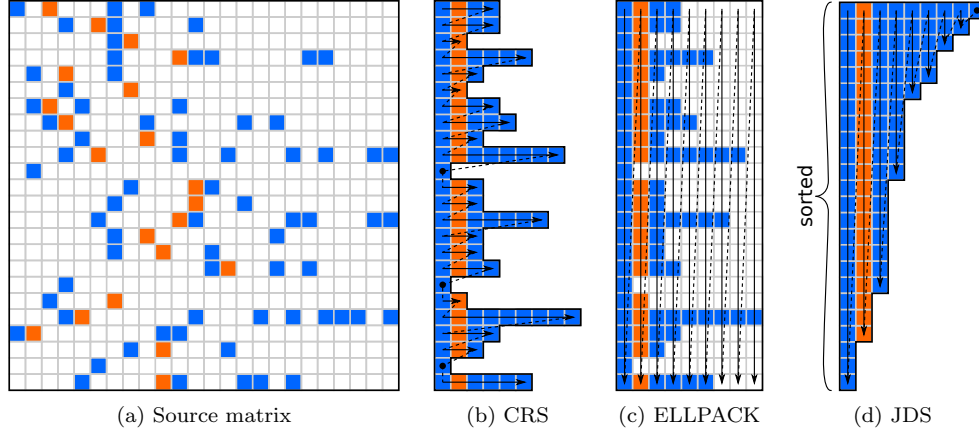 sorted
(a) Source matrix
(b) CRS
(c) ELLPACK
(d) JDS